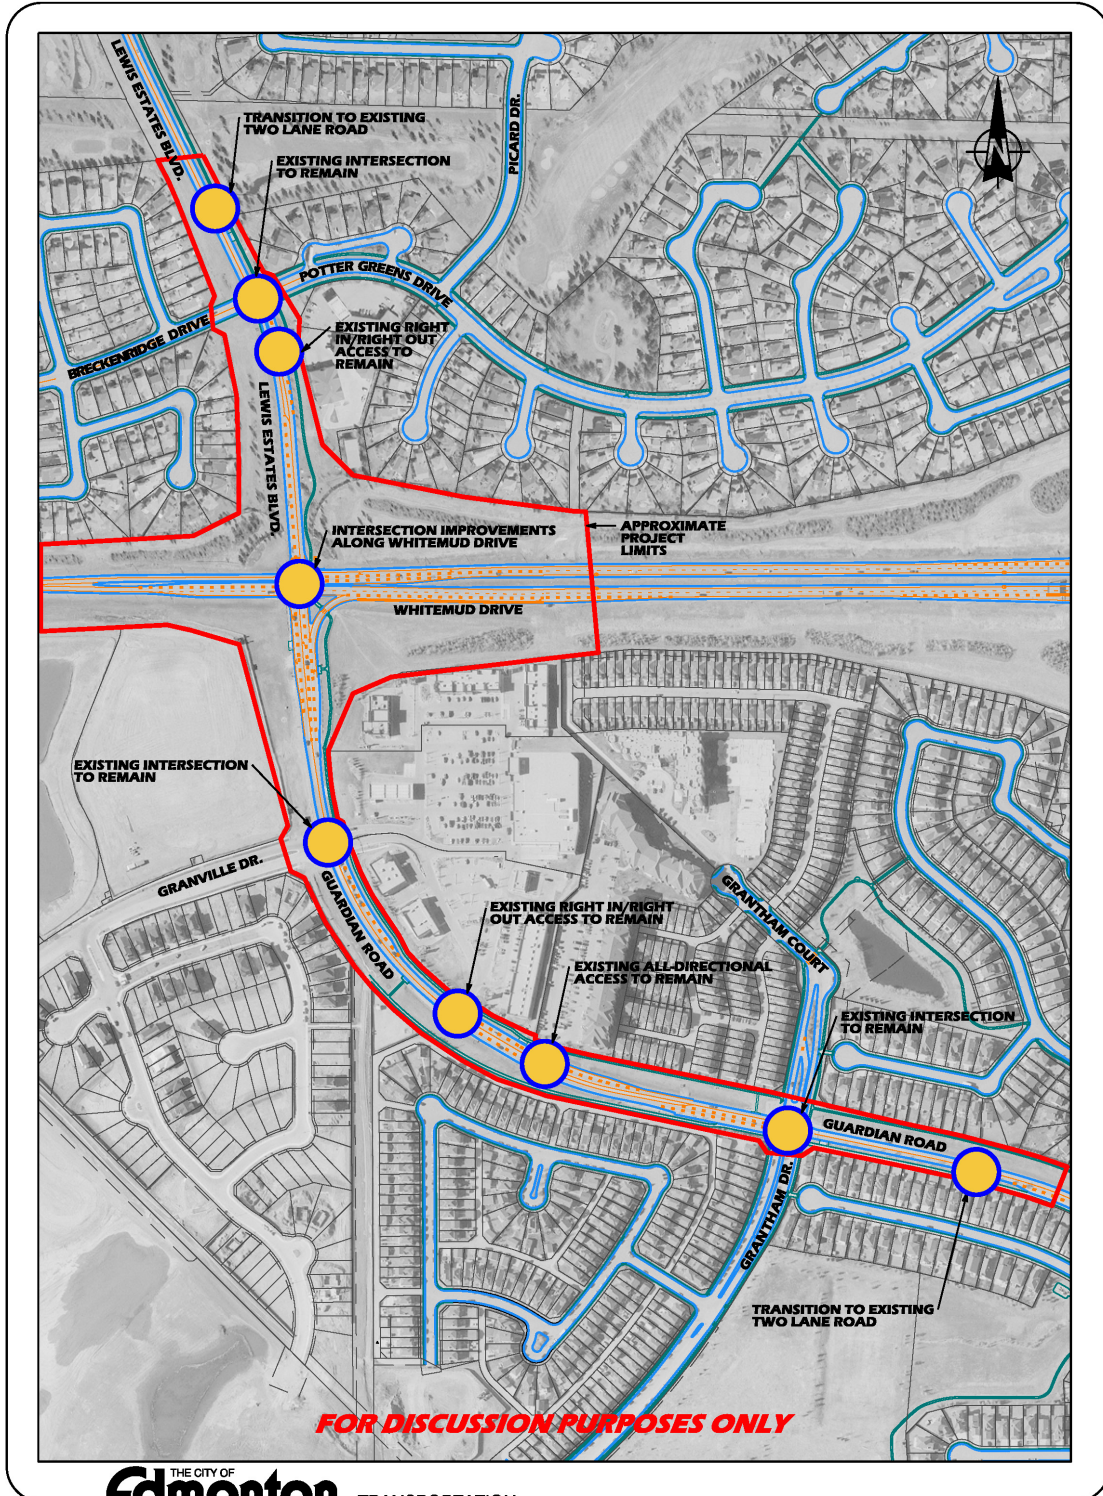 LEWIS ESTATES BLVD.
TRANSITION TO EXISTING
TWO LANE ROAD
EXISTING INTERSECTION
TO REMAIN
PICARD DR.
N
POTTER GREENS DRIVE
BRECKENRIDGE DRIVE
EXISTING RIGHT
IN/RIGHT OUT
ACCESS TO
REMAIN
LEWIS ESTATES BLVD.
INTERSECTION IMPROVEMENTS
ALONG WHITEMUD DRIVE
APPROXIMATE
PROJECT
LIMITS
WHITEMUD DRIVE
EXISTING INTERSECTION
TO REMAIN
GRANVILLE DR.
GUARDIAN ROAD
GRANTHAM COURT
EXISTING RIGHT IN/RIGHT
OUT ACCESS TO REMAIN
EXISTING ALL-DIRECTIONAL
ACCESS TO REMAIN
EXISTING INTERSECTION
TO REMAIN
GUARDIAN ROAD
GRANTHAM DR.
TRANSITION TO EXISTING
TWO LANE ROAD
FOR DISCUSSION PURPOSES ONLY
THE CITY OF
Edmonton
TRANSPORTATION